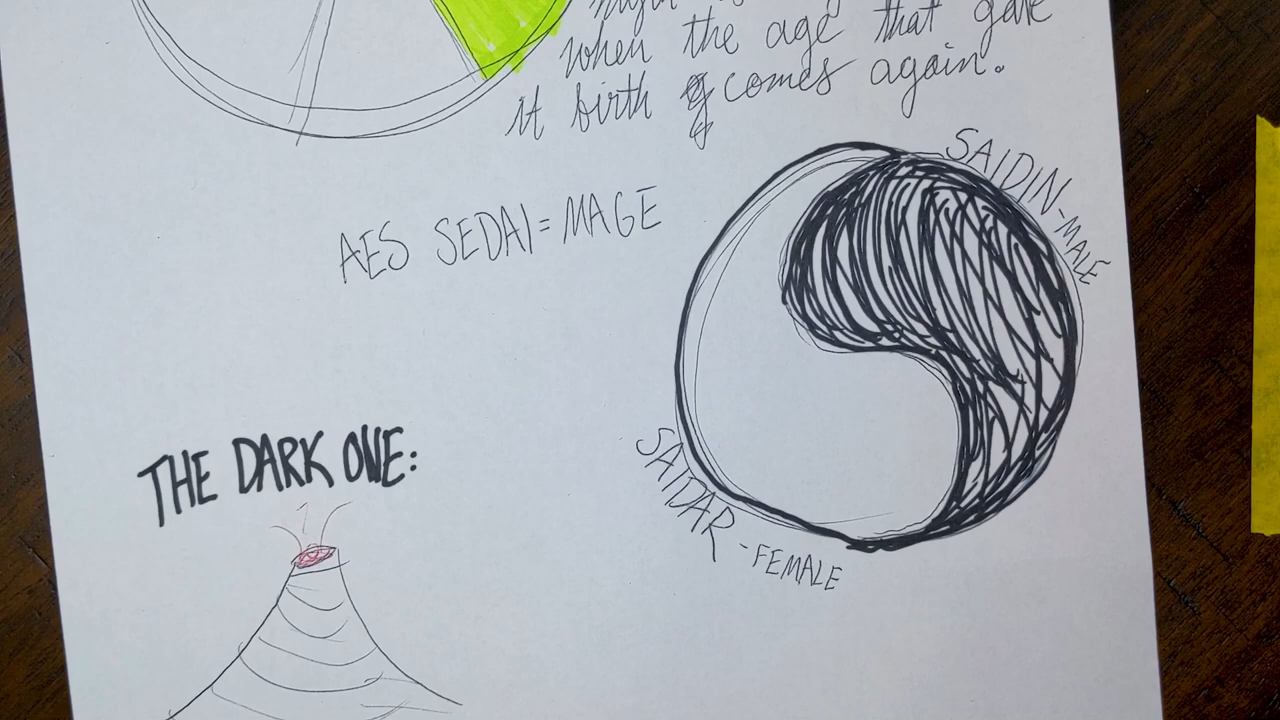 when the age that gave
it birth comes again.
SAIDIN-MALE
AES SEDAI=MAGE
THE DARK ONE:
SAIDAR-FEMALE